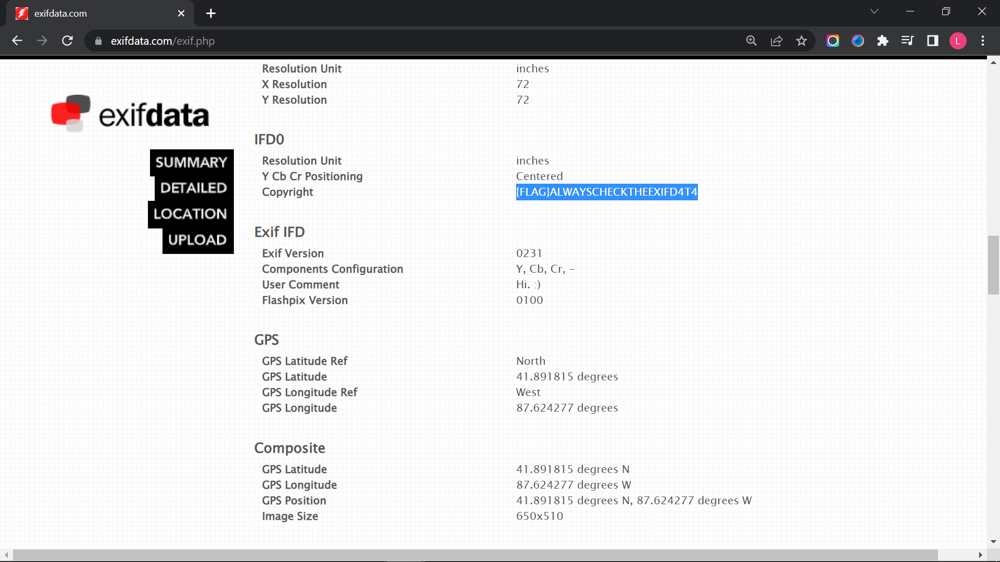 exifdata.com
exifdata.com/exif.php
L
Resolution Unit inches
X Resolution 72
Y Resolution 72
exifdata
SUMMARY
DETAILED
LOCATION
UPLOAD
IFD0
Resolution Unit inches
Y Cb Cr Positioning Centered
Copyright {FLAG}ALWAYSCHECKTHEEXIFD4T4
Exif IFD
Exif Version 0231
Components Configuration Y, Cb, Cr, -
User Comment Hi. :)
Flashpix Version 0100
GPS
GPS Latitude Ref North
GPS Latitude 41.891815 degrees
GPS Longitude Ref West
GPS Longitude 87.624277 degrees
Composite
GPS Latitude 41.891815 degrees N
GPS Longitude 87.624277 degrees W
GPS Position 41.891815 degrees N, 87.624277 degrees W
Image Size 650x510